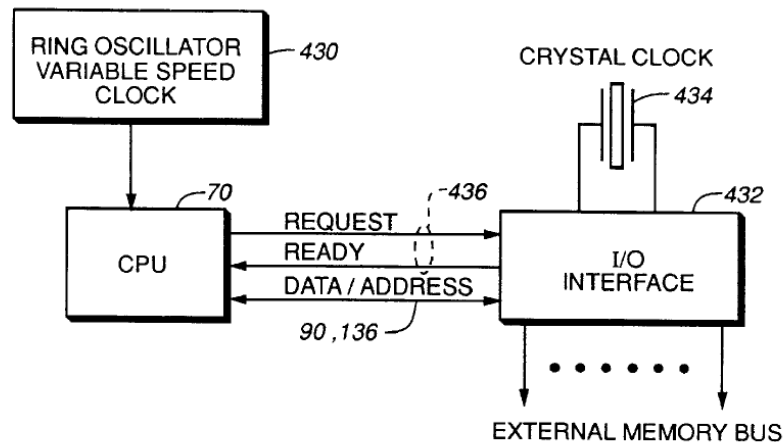 RING OSCILLATOR
VARIABLE SPEED
CLOCK
430
CRYSTAL CLOCK
434
70
CPU
436
REQUEST
READY
DATA / ADDRESS
90 ,136
432
I/O
INTERFACE
EXTERNAL MEMORY BUS